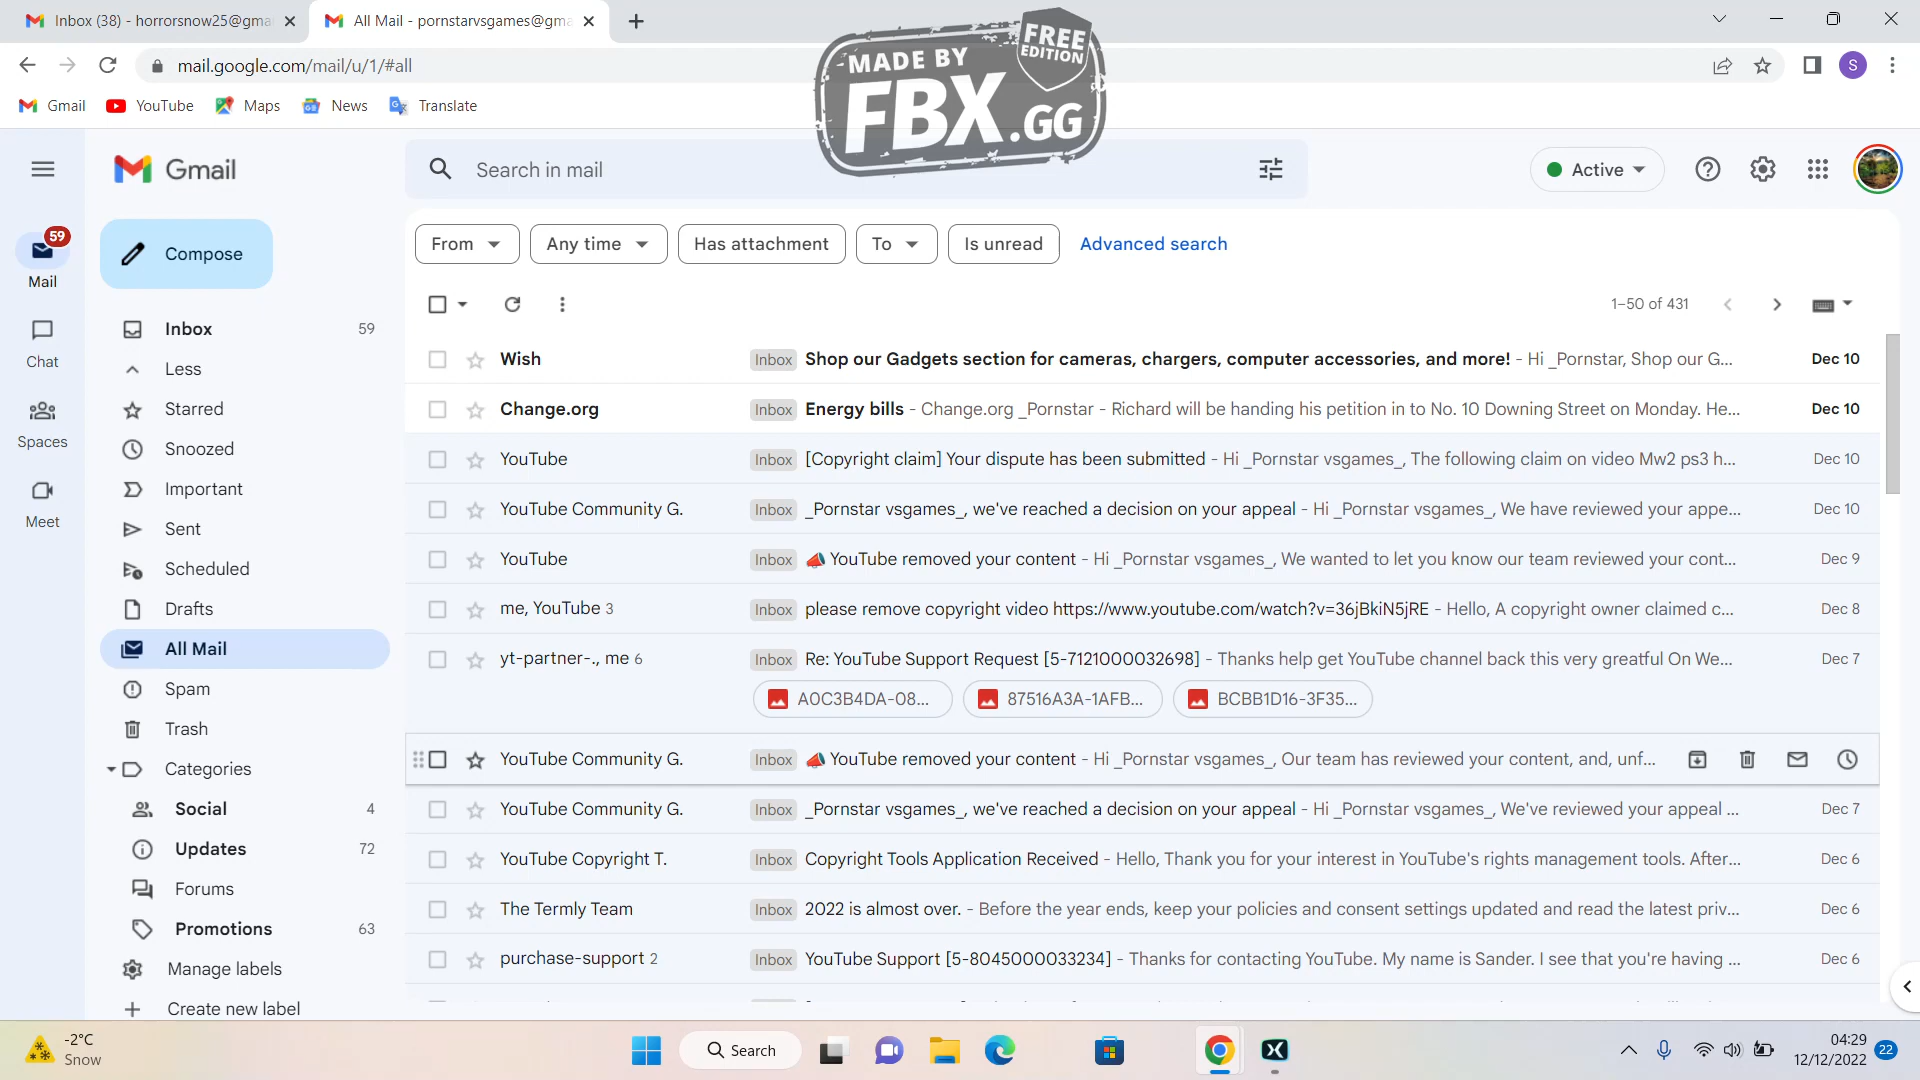 Inbox (38) - horrorsnow25@gma
All Mail - pornstarvsgames@gma
mail.google.com/mail/u/1/#all
S
Gmail
YouTube
Maps
News
Translate
MADE BY
FREE
EDITION
FBX.GG
Gmail
Search in mail
Active
From
Any time
Has attachment
To
Is unread
Advanced search
59
Mail
Chat
Spaces
Meet
Compose
Inbox 59
Less
Starred
Snoozed
Important
Sent
Scheduled
Drafts
All Mail
Spam
Trash
Categories
Social 4
Updates 72
Forums
Promotions 63
Manage labels
Create new label
1–50 of 431
Wish Inbox Shop our Gadgets section for cameras, chargers, computer accessories, and more! - Hi _Pornstar, Shop our G... Dec 10
Change.org Inbox Energy bills - Change.org _Pornstar - Richard will be handing his petition in to No. 10 Downing Street on Monday. He... Dec 10
YouTube Inbox [Copyright claim] Your dispute has been submitted - Hi _Pornstar vsgames_, The following claim on video Mw2 ps3 h... Dec 10
YouTube Community G. Inbox _Pornstar vsgames_, we've reached a decision on your appeal - Hi _Pornstar vsgames_, We have reviewed your appe... Dec 10
YouTube Inbox 📣 YouTube removed your content - Hi _Pornstar vsgames_, We wanted to let you know our team reviewed your cont... Dec 9
me, YouTube 3 Inbox please remove copyright video https://www.youtube.com/watch?v=36jBkiN5jRE - Hello, A copyright owner claimed c... Dec 8
yt-partner-., me 6 Inbox Re: YouTube Support Request [5-7121000032698] - Thanks help get YouTube channel back this very greatful On We... Dec 7
A0C3B4DA-08... 87516A3A-1AFB... BCBB1D16-3F35...
YouTube Community G. Inbox 📣 YouTube removed your content - Hi _Pornstar vsgames_, Our team has reviewed your content, and, unf...
YouTube Community G. Inbox _Pornstar vsgames_, we've reached a decision on your appeal - Hi _Pornstar vsgames_, We've reviewed your appeal ... Dec 7
YouTube Copyright T. Inbox Copyright Tools Application Received - Hello, Thank you for your interest in YouTube's rights management tools. After... Dec 6
The Termly Team Inbox 2022 is almost over. - Before the year ends, keep your policies and consent settings updated and read the latest priv... Dec 6
purchase-support 2 Inbox YouTube Support [5-8045000033234] - Thanks for contacting YouTube. My name is Sander. I see that you're having ... Dec 6
-2°C
Snow
Search
04:29
12/12/2022
22